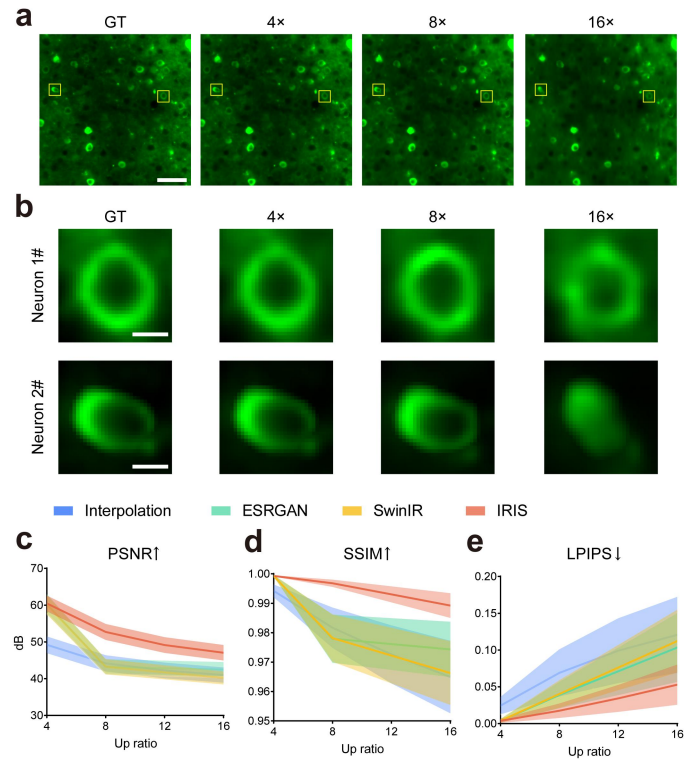 a
GT 4× 8× 16×
b
GT 4× 8× 16×
Neuron 1#
Neuron 2#
Interpolation ESRGAN SwinIR IRIS
c d e
PSNR↑ SSIM↑ LPIPS↓
70
60
50
40
30
dB
4 8 12 16
Up ratio
1.00
0.99
0.98
0.97
0.96
0.95
4 8 12 16
Up ratio
0.20
0.15
0.10
0.05
0.00
4 8 12 16
Up ratio